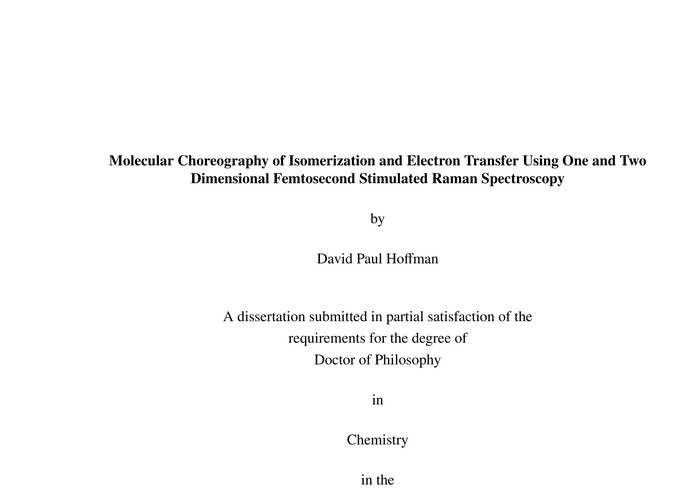 Molecular Choreography of Isomerization and Electron Transfer Using One and Two
Dimensional Femtosecond Stimulated Raman Spectroscopy
by
David Paul Hoffman
A dissertation submitted in partial satisfaction of the
requirements for the degree of
Doctor of Philosophy
in
Chemistry
in the